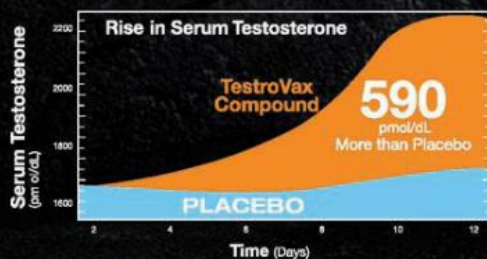 Rise in Serum Testosterone
Serum Testosterone
(pm ol/dL)
2200
2000
1800
1600
TestroVax
Compound
590
pmol/dL
More than Placebo
PLACEBO
2
4
6
8
10
12
Time (Days)